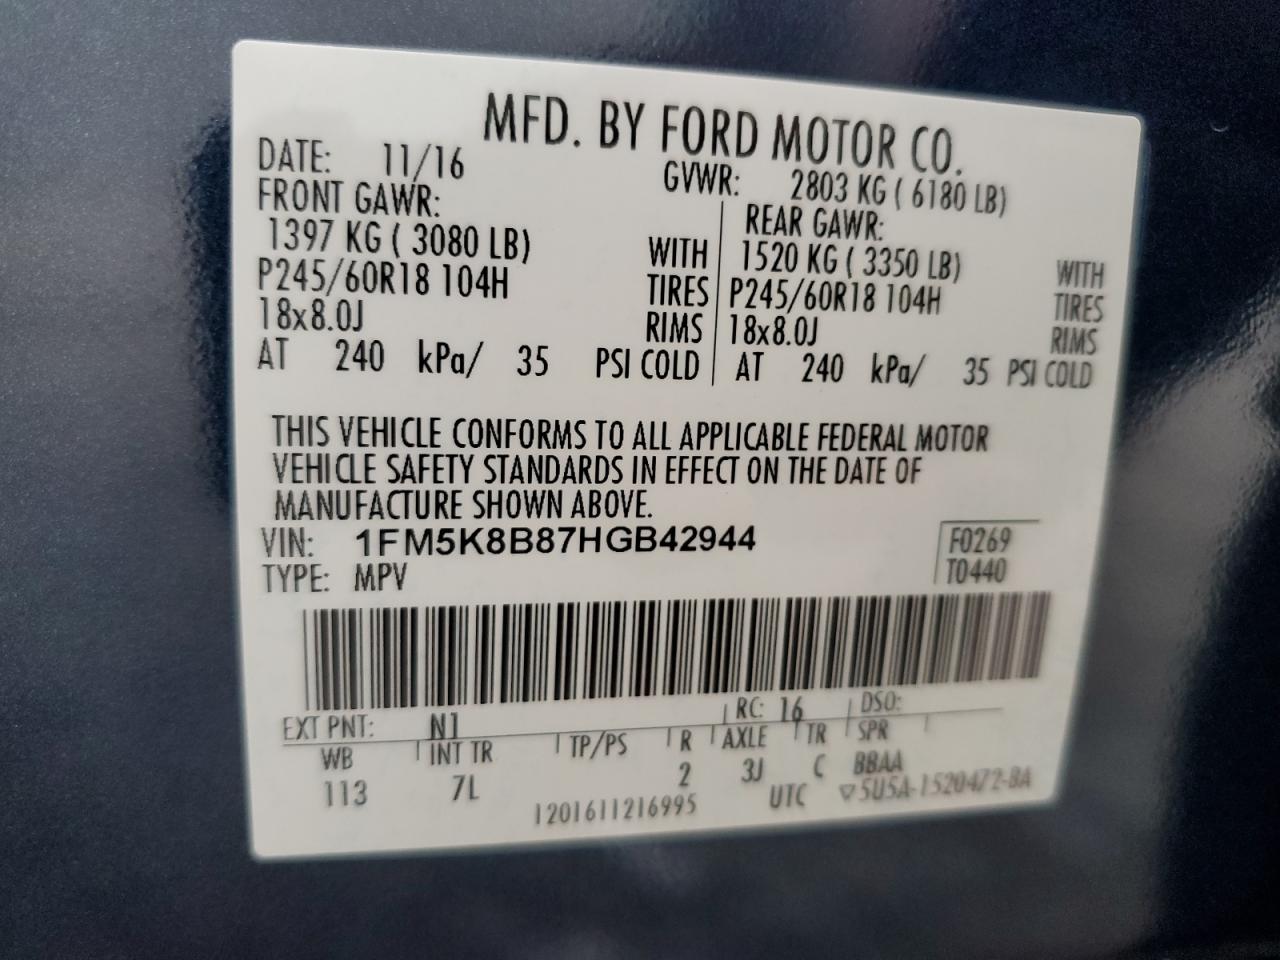 MFD. BY FORD MOTOR CO.
DATE: 11/16 GVWR: 2803 KG ( 6180 LB)
FRONT GAWR: REAR GAWR:
1397 KG ( 3080 LB) WITH 1520 KG ( 3350 LB) WITH
P245/60R18 104H TIRES P245/60R18 104H TIRES
18x8.0J RIMS 18x8.0J RIMS
AT 240 kPa/ 35 PSI COLD AT 240 kPa/ 35 PSI COLD
THIS VEHICLE CONFORMS TO ALL APPLICABLE FEDERAL MOTOR
VEHICLE SAFETY STANDARDS IN EFFECT ON THE DATE OF
MANUFACTURE SHOWN ABOVE.
VIN: 1FM5K8B87HGB42944 F0269
TYPE: MPV T0440
EXT PNT: N1 RC: 16 DSO:
WB INT TR TP/PS R AXLE TR SPR
113 7L 2 3J C BBAA
1201611216995 UTC ▽5U5A-1520472-BA